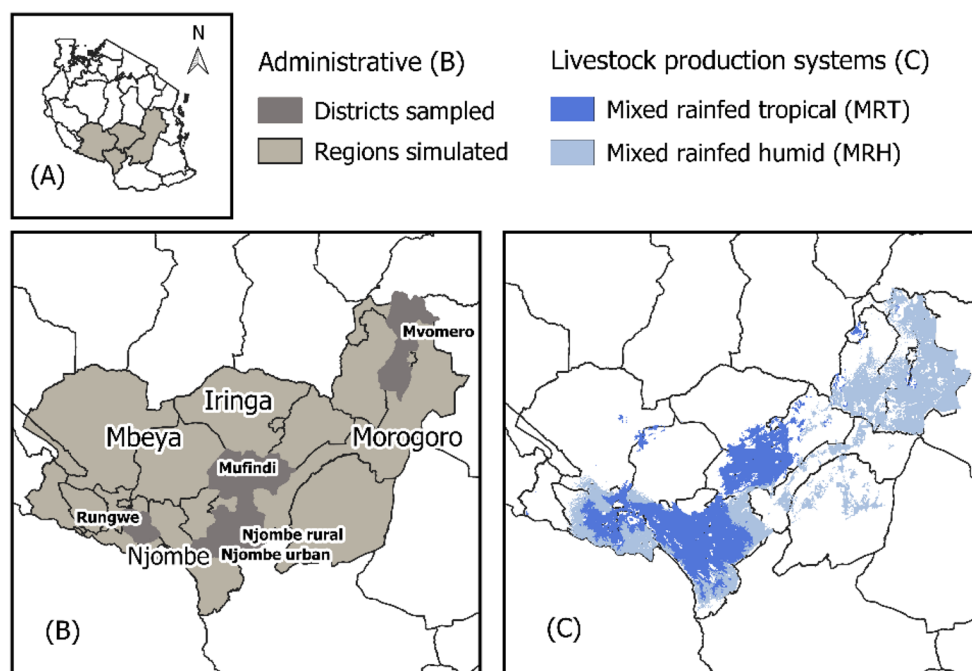 N
(A)
Administrative (B)
Districts sampled
Regions simulated
Livestock production systems (C)
Mixed rainfed tropical (MRT)
Mixed rainfed humid (MRH)
Mvomero
Iringa
Mbeya
Morogoro
Mufindi
Rungwe
Njombe rural
Njombe urban
Njombe
(B)
(C)